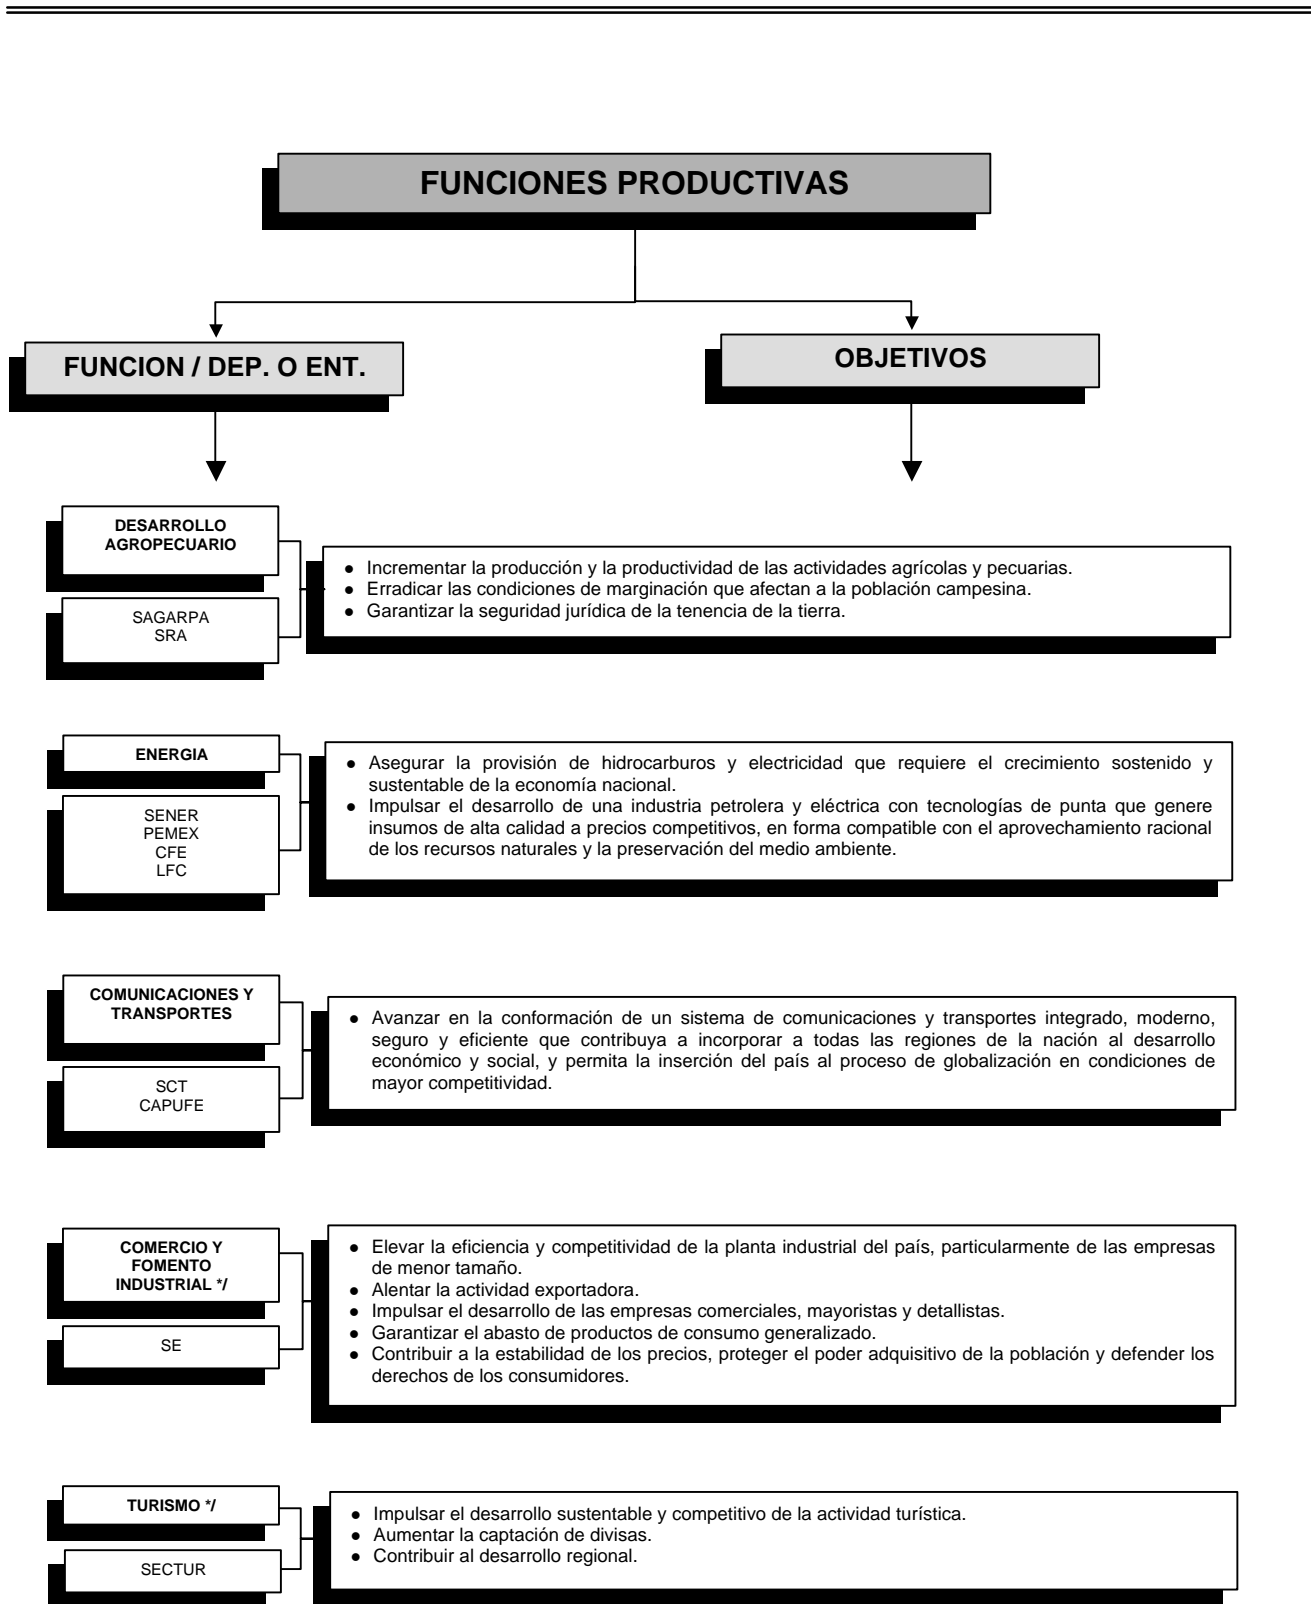 FUNCIONES PRODUCTIVAS
FUNCION / DEP. O ENT.
OBJETIVOS
DESARROLLO
AGROPECUARIO
SAGARPA
SRA
● Incrementar la producción y la productividad de las actividades agrícolas y pecuarias.
● Erradicar las condiciones de marginación que afectan a la población campesina.
● Garantizar la seguridad jurídica de la tenencia de la tierra.
ENERGIA
SENER
PEMEX
CFE
LFC
● Asegurar la provisión de hidrocarburos y electricidad que requiere el crecimiento sostenido y
sustentable de la economía nacional.
● Impulsar el desarrollo de una industria petrolera y eléctrica con tecnologías de punta que genere
insumos de alta calidad a precios competitivos, en forma compatible con el aprovechamiento racional
de los recursos naturales y la preservación del medio ambiente.
COMUNICACIONES Y
TRANSPORTES
SCT
CAPUFE
● Avanzar en la conformación de un sistema de comunicaciones y transportes integrado, moderno,
seguro y eficiente que contribuya a incorporar a todas las regiones de la nación al desarrollo
económico y social, y permita la inserción del país al proceso de globalización en condiciones de
mayor competitividad.
COMERCIO Y
FOMENTO
INDUSTRIAL */
SE
● Elevar la eficiencia y competitividad de la planta industrial del país, particularmente de las empresas
de menor tamaño.
● Alentar la actividad exportadora.
● Impulsar el desarrollo de las empresas comerciales, mayoristas y detallistas.
● Garantizar el abasto de productos de consumo generalizado.
● Contribuir a la estabilidad de los precios, proteger el poder adquisitivo de la población y defender los
derechos de los consumidores.
TURISMO */
SECTUR
● Impulsar el desarrollo sustentable y competitivo de la actividad turística.
● Aumentar la captación de divisas.
● Contribuir al desarrollo regional.